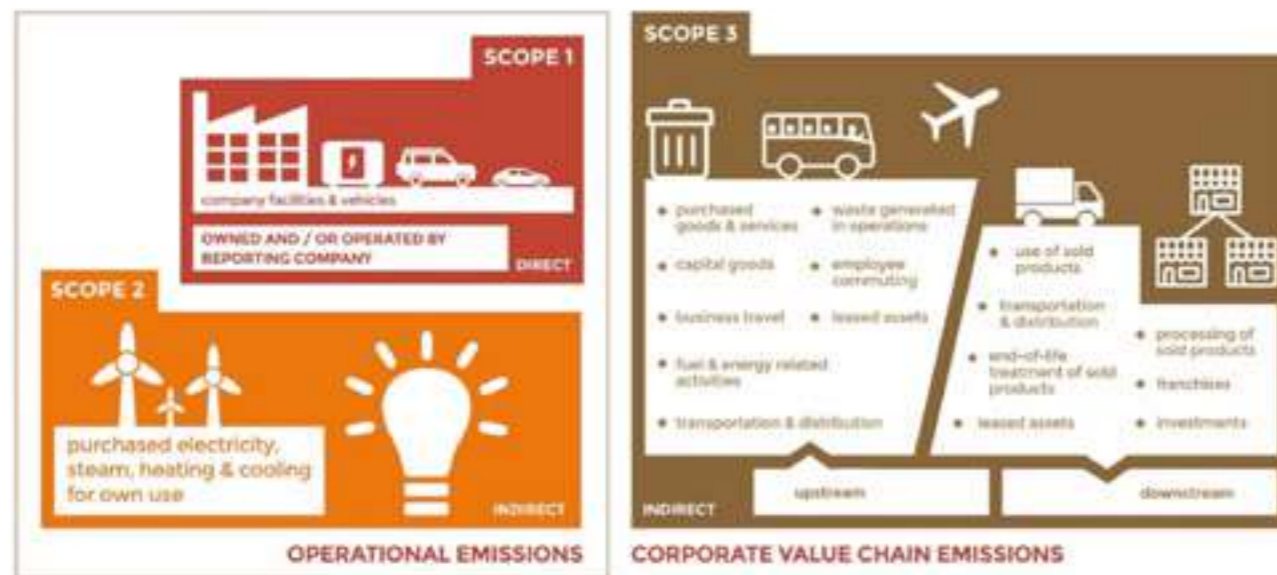 SCOPE 1
company facilities & vehicles
OWNED AND / OR OPERATED BY
REPORTING COMPANY
DIRECT
SCOPE 2
purchased electricity,
steam, heating & cooling
for own use
INDIRECT
OPERATIONAL EMISSIONS
SCOPE 3
• purchased
goods & services
• capital goods
• business travel
• fuel & energy related
activities
• transportation & distribution
• waste generated
in operations
• employee
commuting
• leased assets
• use of sold
products
• transportation
& distribution
• end-of-life
treatment of sold
products
• leased assets
• processing of
sold products
• franchises
• investments
upstream
downstream
INDIRECT
CORPORATE VALUE CHAIN EMISSIONS